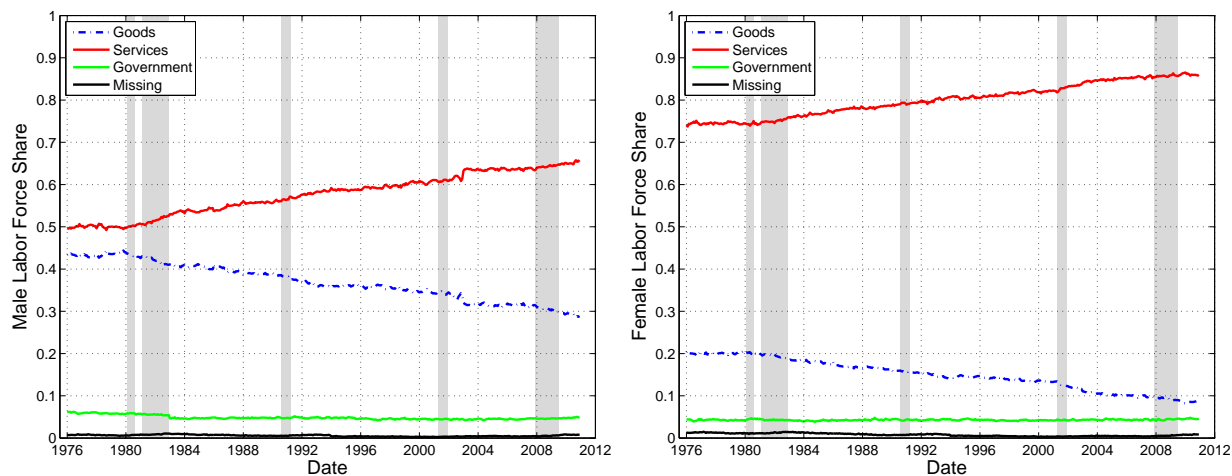 1
0.9
0.8
0.7
0.6
0.5
0.4
0.3
0.2
0.1
0
Male Labor Force Share
Goods
Services
Government
Missing
1976 1980 1984 1988 1992 1996 2000 2004 2008 2012
Date
1
0.9
0.8
0.7
0.6
0.5
0.4
0.3
0.2
0.1
0
Female Labor Force Share
Goods
Services
Government
Missing
1976 1980 1984 1988 1992 1996 2000 2004 2008 2012
Date